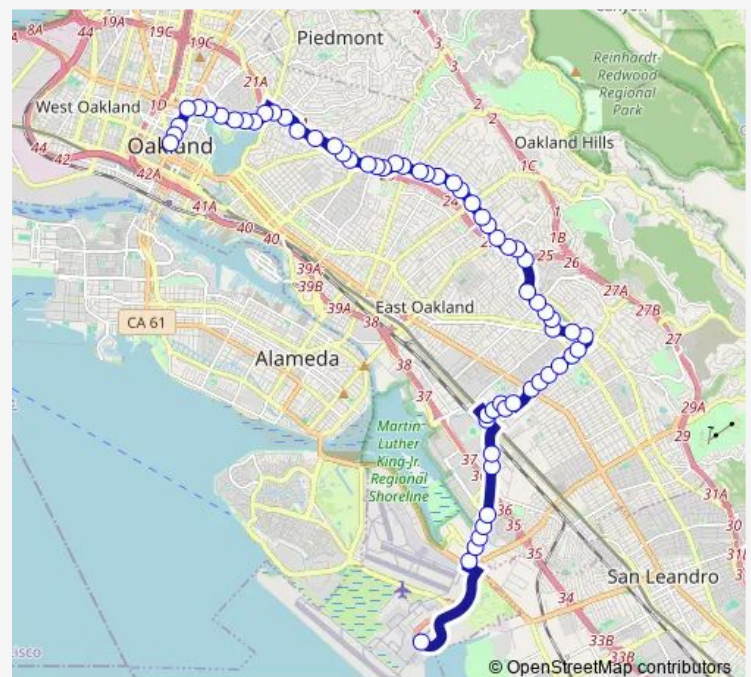 Canyon
8A
44
19A
19C
19C
Piedmont
3
3
21A
Reinhardt-
Redwood
Regional
Park
West Oakland
1D
2
2
Oakland
Oakland Hills
44
42
42A
1C
41A
24
1
1B
40
40
25
26
39A
39B
27A
27B
39A
East Oakland
38
CA 61
27
Alameda
38
37
29A
29
Martin-
Luther
King-Jr.
Regional
Shoreline
37
36
35
31A
30
35
34
San Leandro
33B
33B
© OpenStreetMap contributors